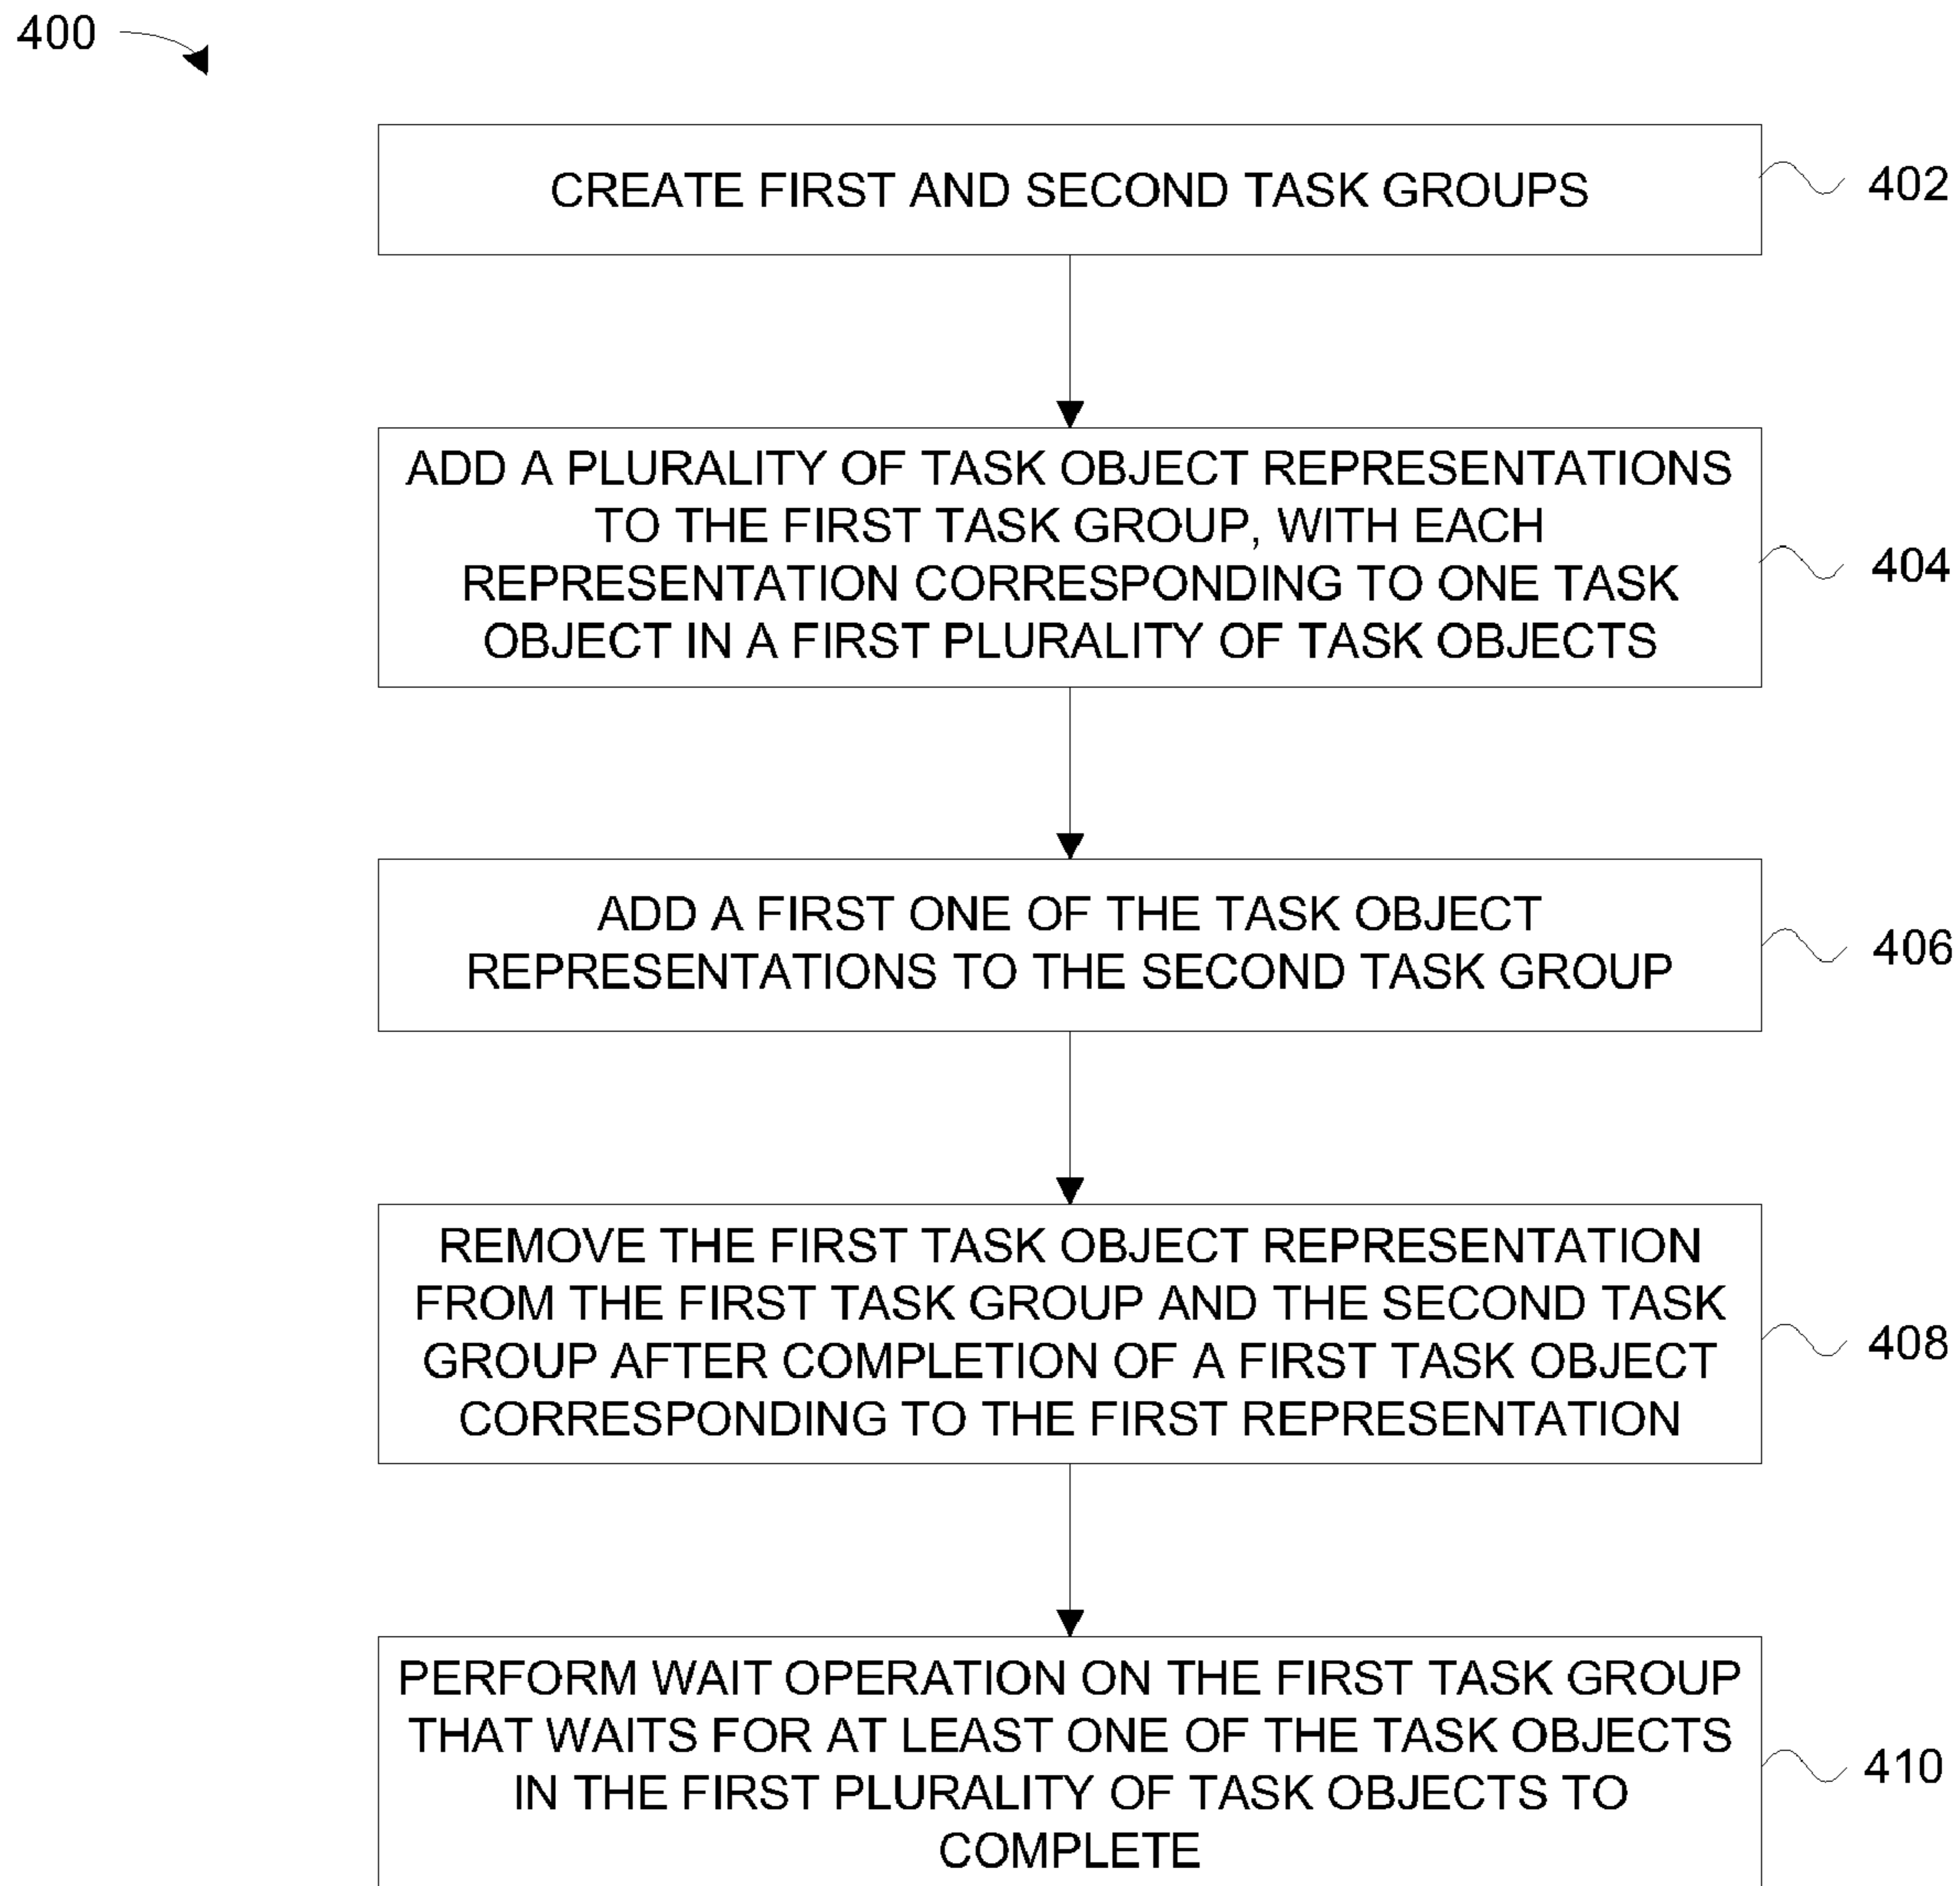 400
CREATE FIRST AND SECOND TASK GROUPS
402
ADD A PLURALITY OF TASK OBJECT REPRESENTATIONS
TO THE FIRST TASK GROUP, WITH EACH
REPRESENTATION CORRESPONDING TO ONE TASK
OBJECT IN A FIRST PLURALITY OF TASK OBJECTS
404
ADD A FIRST ONE OF THE TASK OBJECT
REPRESENTATIONS TO THE SECOND TASK GROUP
406
REMOVE THE FIRST TASK OBJECT REPRESENTATION
FROM THE FIRST TASK GROUP AND THE SECOND TASK
GROUP AFTER COMPLETION OF A FIRST TASK OBJECT
CORRESPONDING TO THE FIRST REPRESENTATION
408
PERFORM WAIT OPERATION ON THE FIRST TASK GROUP
THAT WAITS FOR AT LEAST ONE OF THE TASK OBJECTS
IN THE FIRST PLURALITY OF TASK OBJECTS TO
COMPLETE
410